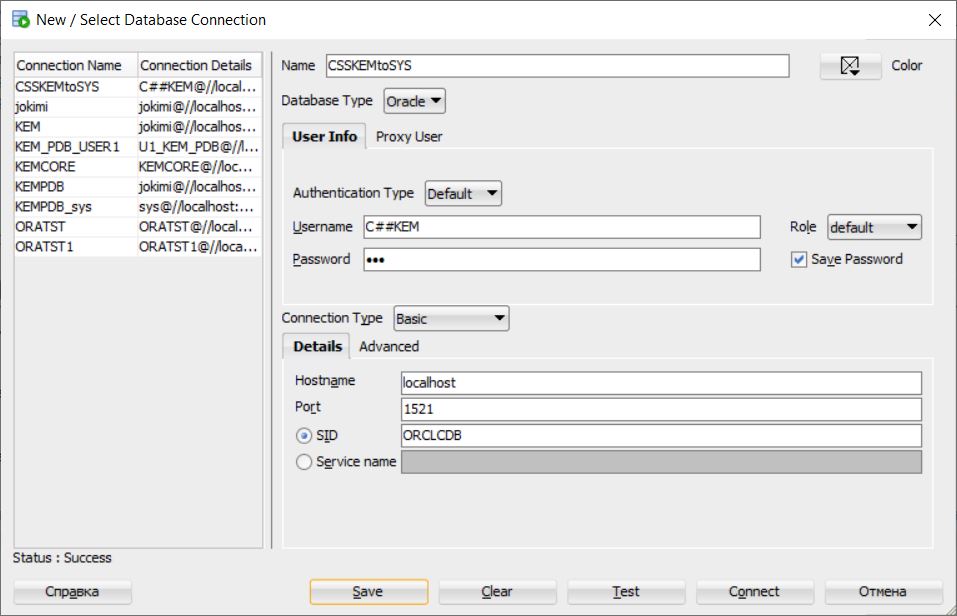 New / Select Database Connection
Connection Name Connection Details
CSSKEMtoSYS C##KEM@//local...
jokimi jokimi@//localhos...
KEM jokimi@//localhos...
KEM_PDB_USER1 U1_KEM_PDB@//l...
KEMCORE KEMCORE@//loc...
KEMPDB jokimi@//localhos...
KEMPDB_sys sys@//localhost:...
ORATST ORATST@//local...
ORATST1 ORATST1@//loca...
Name CSSKEMtoSYS Color
Database Type Oracle
User Info Proxy User
Authentication Type Default
Username C##KEM Role default
Password ••• Save Password
Connection Type Basic
Details Advanced
Hostname localhost
Port 1521
SID ORCLCDB
Service name
Status : Success
Справка Save Clear Test Connect Отмена